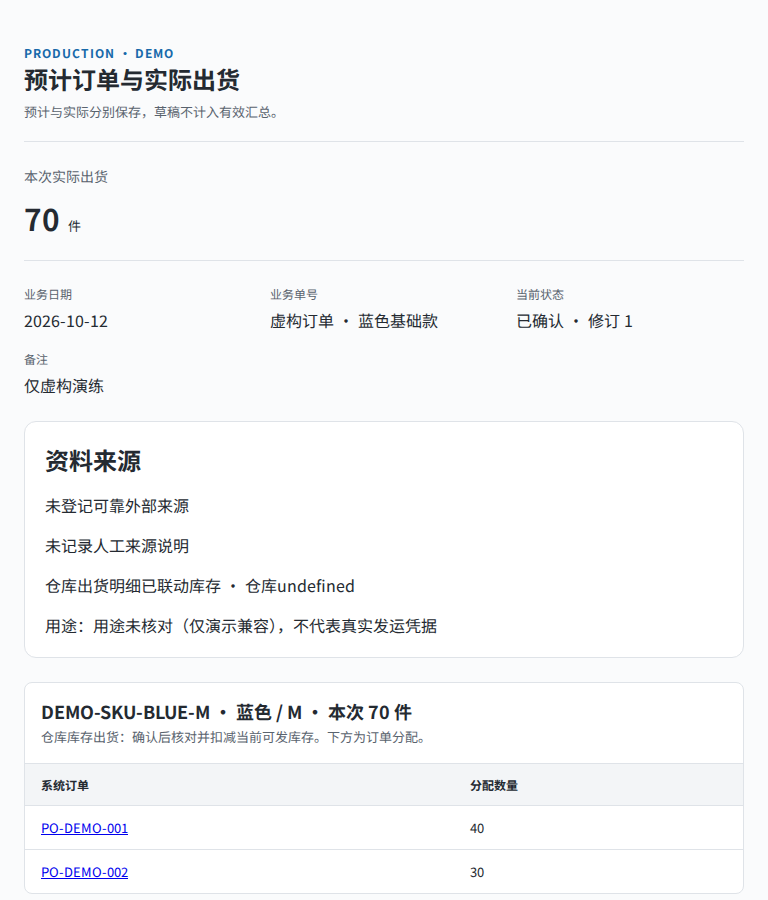 PRODUCTION · DEMO
预计订单与实际出货
预计与实际分别保存，草稿不计入有效汇总。
本次实际出货
70 件
业务日期
2026-10-12
业务单号
虚构订单 · 蓝色基础款
当前状态
已确认 · 修订 1
备注
仅虚构演练
资料来源
未登记可靠外部来源
未记录人工来源说明
仓库出货明细已联动库存 · 仓库undefined
用途：用途未核对（仅演示兼容），不代表真实发运凭据
DEMO-SKU-BLUE-M · 蓝色 / M · 本次 70 件
仓库库存出货：确认后核对并扣减当前可发库存。下方为订单分配。
系统订单 分配数量
PO-DEMO-001 40
PO-DEMO-002 30